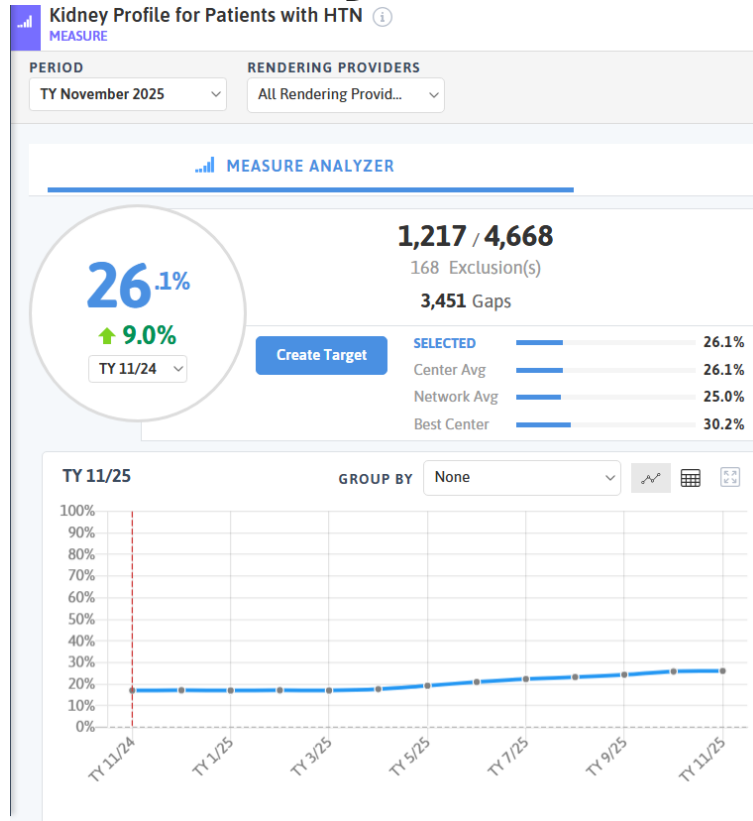 Kidney Profile for Patients with HTN
MEASURE
PERIOD RENDERING PROVIDERS
TY November 2025 All Rendering Provid...
MEASURE ANALYZER
26.1%
9.0%
TY 11/24
1,217 / 4,668
168 Exclusion(s)
3,451 Gaps
Create Target
SELECTED 26.1%
Center Avg 26.1%
Network Avg 25.0%
Best Center 30.2%
TY 11/25 GROUP BY None
100%
90%
80%
70%
60%
50%
40%
30%
20%
10%
0%
TY 11/24 TY 1/25 TY 3/25 TY 5/25 TY 7/25 TY 9/25 TY 11/25